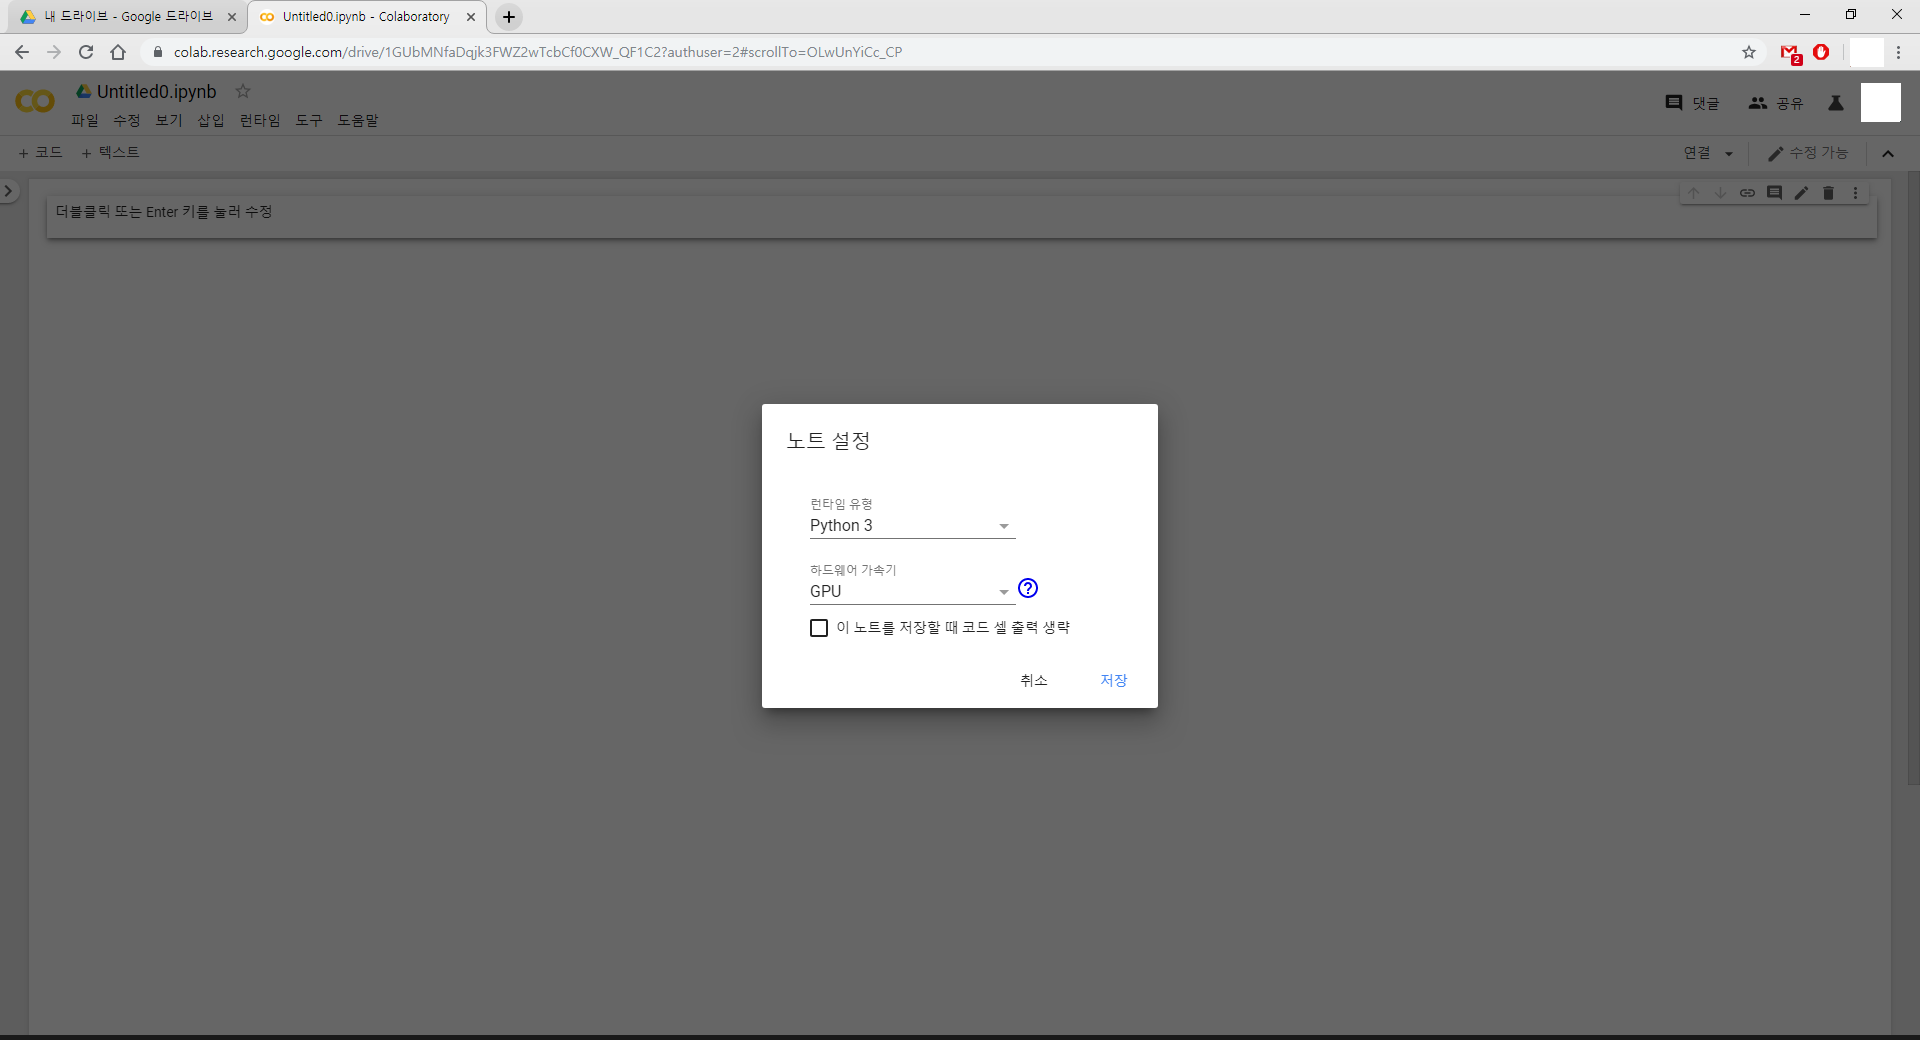 내 드라이브 - Google 드라이브
Untitled0.ipynb - Colaboratory
colab.research.google.com/drive/1GUbMNfaDqjk3FWZ2wTcbCf0CXW_QF1C2?authuser=2#scrollTo=OLwUnYiCc_CP
2
Untitled0.ipynb
파일 수정 보기 삽입 런타임 도구 도움말
댓글 공유
+ 코드 + 텍스트
연결 수정 가능
더블클릭 또는 Enter 키를 눌러 수정
노트 설정
런타임 유형
Python 3
하드웨어 가속기
GPU
이 노트를 저장할 때 코드 셀 출력 생략
취소 저장